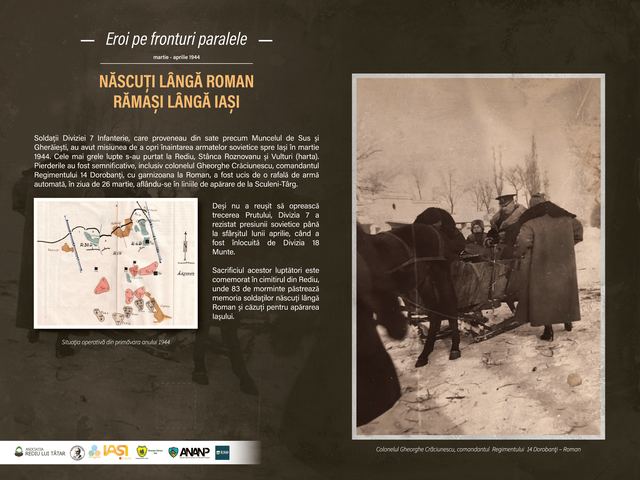 Eroi pe fronturi paralele
martie - aprilie 1944
NĂSCUȚI LÂNGĂ ROMAN
RĂMAȘI LÂNGĂ IAȘI
Soldații Diviziei 7 Infanterie, care proveneau din sate precum Muncelul de Sus și
Gherăiești, au avut misiunea de a opri înaintarea armatelor sovietice spre Iași în martie
1944. Cele mai grele lupte s-au purtat la Rediu, Stânca Roznovanu și Vulturi (harta).
Pierderile au fost semnificative, inclusiv colonelul Gheorghe Crăciunescu, comandantul
Regimentului 14 Dorobanți, cu garnizoana la Roman, a fost ucis de o rafală de armă
automată, în ziua de 26 martie, aflându-se în liniile de apărare de la Sculeni-Târg.
Deși nu a reușit să oprească
trecerea Prutului, Divizia 7 a
rezistat presiunii sovietice până
la sfârșitul lunii aprilie, când a
fost înlocuită de Divizia 18
Munte.
Sacrificiul acestor luptători este
comemorat în cimitirul din Rediu,
unde 83 de morminte păstrează
memoria soldaților născuți lângă
Roman și căzuți pentru apărarea
Iașului.
Situația operativă din primăvara anului 1944
ASOCIAȚIA
REDIU LUI TĂTAR
IAȘI
ANANP
Colonelul Gheorghe Crăciunescu, comandantul Regimentului 14 Dorobanți – Roman